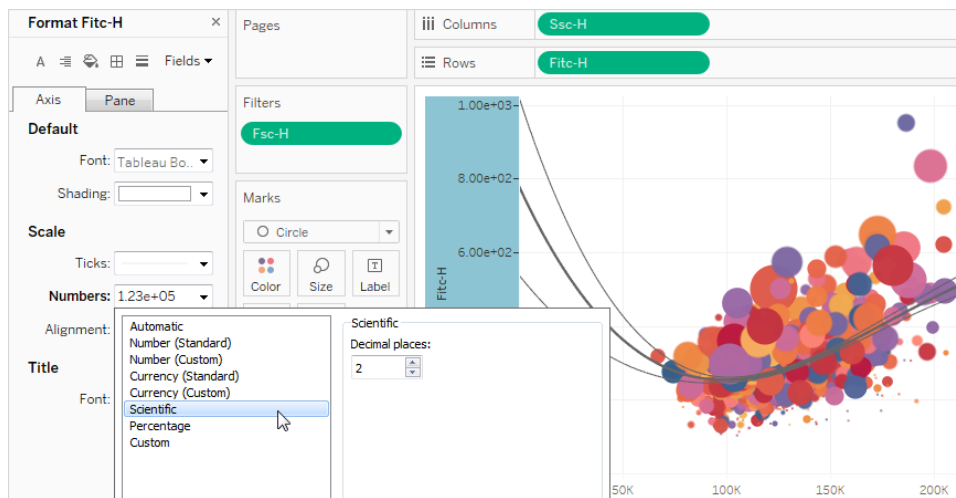 Format Fitc-H ×
A Fields
Axis Pane
Default
Font: Tableau Bo..
Shading:
Scale
Ticks:
Numbers: 1.23e+05
Alignment:
Title
Font:
Pages
Filters
Fsc-H
Marks
Circle
Color Size Label
T
iii Columns Ssc-H
Rows Fitc-H
1.00e+03
8.00e+02
6.00e+02
Fitc-H
Automatic
Number (Standard)
Number (Custom)
Currency (Standard)
Currency (Custom)
Scientific
Percentage
Custom
Scientific
Decimal places:
2
50K 100K 150K 200K